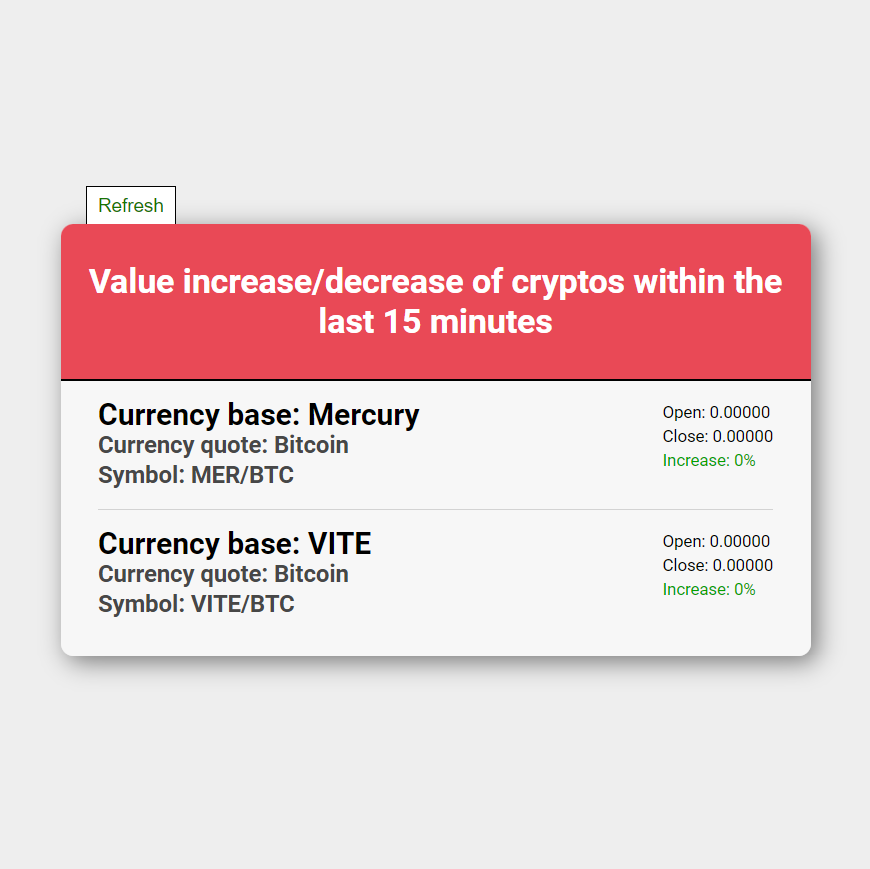 Refresh
Value increase/decrease of cryptos within the
last 15 minutes
Currency base: Mercury
Currency quote: Bitcoin
Symbol: MER/BTC
Open: 0.00000
Close: 0.00000
Increase: 0%
Currency base: VITE
Currency quote: Bitcoin
Symbol: VITE/BTC
Open: 0.00000
Close: 0.00000
Increase: 0%